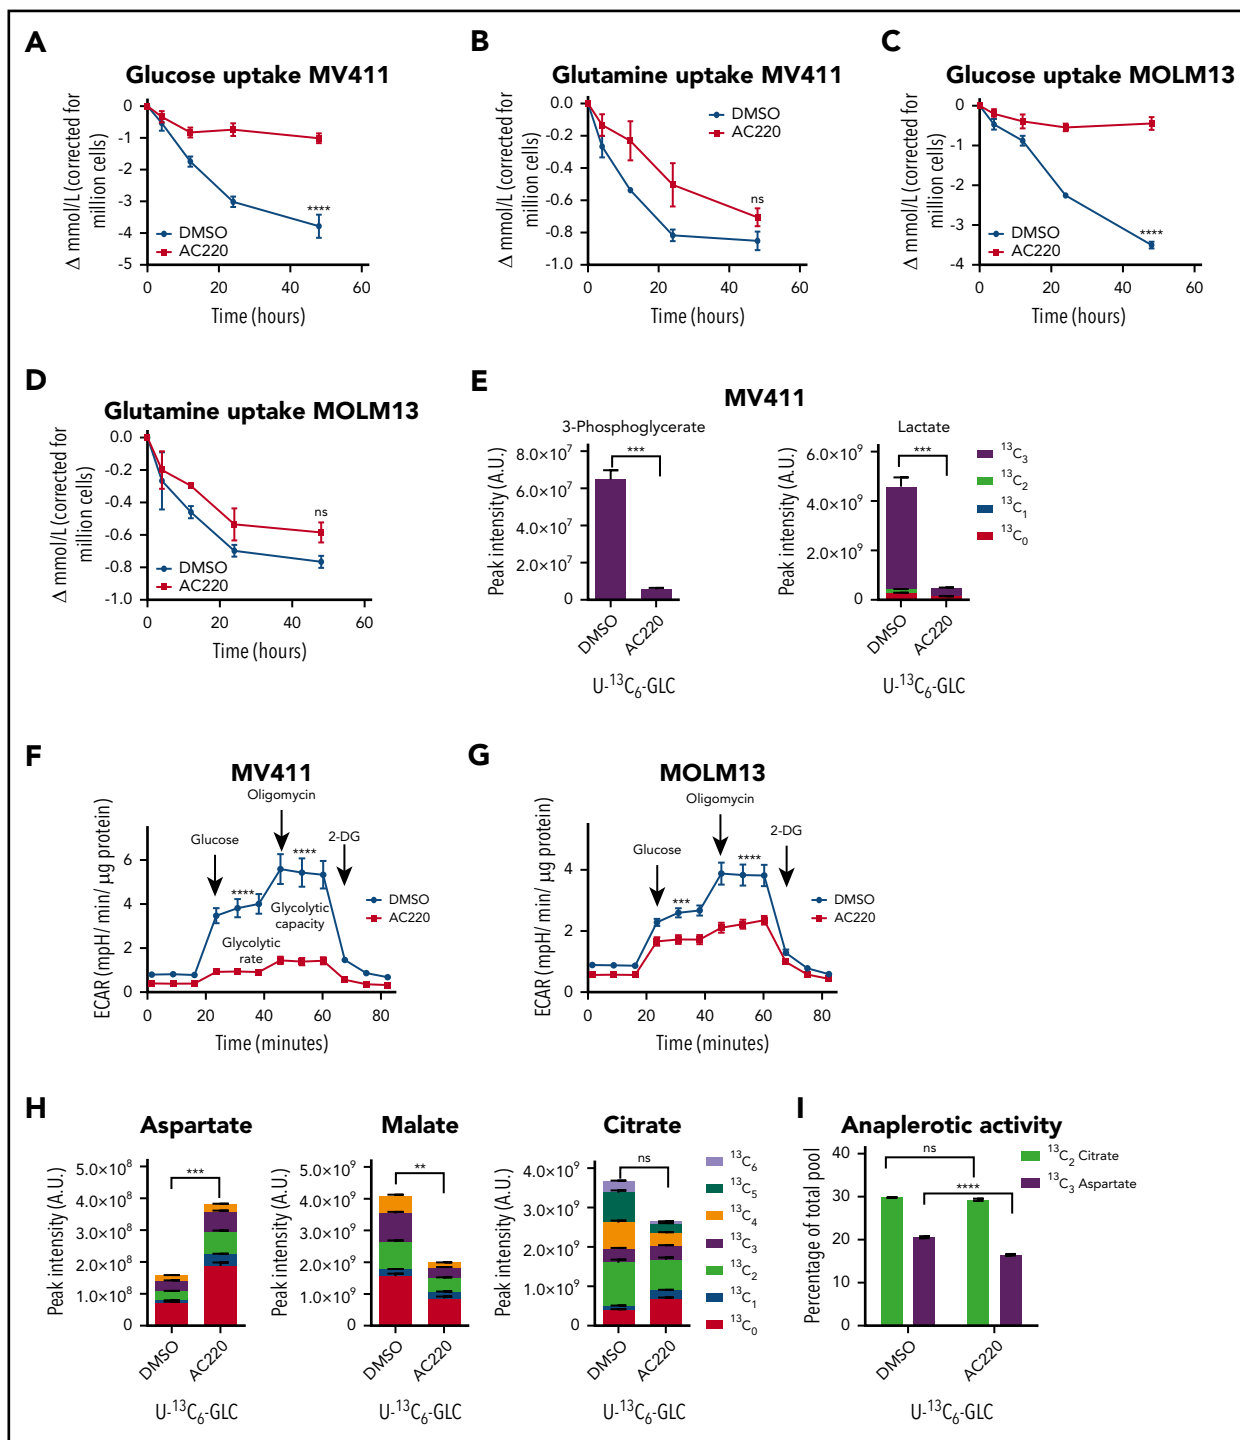 A
Glucose uptake MV411
Δ mmol/L (corrected for
million cells)
0
-1
-2
-3
-4
-5
****
DMSO
AC220
0 20 40 60
Time (hours)
B
Glutamine uptake MV411
Δ mmol/L (corrected for
million cells)
0.0
-0.2
-0.4
-0.6
-0.8
-1.0
DMSO
AC220
ns
0 20 40 60
Time (hours)
C
Glucose uptake MOLM13
Δ mmol/L (corrected for
million cells)
0
-1
-2
-3
-4
****
DMSO
AC220
0 20 40 60
Time (hours)
D
Glutamine uptake MOLM13
Δ mmol/L (corrected for
million cells)
0.0
-0.2
-0.4
-0.6
-0.8
-1.0
ns
DMSO
AC220
0 20 40 60
Time (hours)
E
MV411
3-Phosphoglycerate
Peak intensity (A.U.)
8.0×10⁷
6.0×10⁷
4.0×10⁷
2.0×10⁷
0
***
DMSO
AC220
U-¹³C₆-GLC
Lactate
Peak intensity (A.U.)
6.0×10⁹
4.0×10⁹
2.0×10⁹
0
***
DMSO
AC220
U-¹³C₆-GLC
¹³C₃
¹³C₂
¹³C₁
¹³C₀
F
MV411
ECAR (mpH/ min/ µg protein)
6
4
2
0
Glucose
Oligomycin
2-DG
****
****
Glycolytic
capacity
Glycolytic
rate
DMSO
AC220
0 20 40 60 80
Time (minutes)
G
MOLM13
ECAR (mpH/ min/ µg protein)
4
2
0
Glucose
Oligomycin
2-DG
***
****
DMSO
AC220
0 20 40 60 80
Time (minutes)
H
Aspartate
Peak intensity (A.U.)
5.0×10⁸
4.0×10⁸
3.0×10⁸
2.0×10⁸
1.0×10⁸
0
***
DMSO
AC220
U-¹³C₆-GLC
Malate
Peak intensity (A.U.)
5.0×10⁹
4.0×10⁹
3.0×10⁹
2.0×10⁹
1.0×10⁹
0
**
DMSO
AC220
U-¹³C₆-GLC
Citrate
Peak intensity (A.U.)
4.0×10⁹
3.0×10⁹
2.0×10⁹
1.0×10⁹
0
ns
DMSO
AC220
U-¹³C₆-GLC
¹³C₆
¹³C₅
¹³C₄
¹³C₃
¹³C₂
¹³C₁
¹³C₀
I
Anaplerotic activity
Percentage of total pool
40
30
20
10
0
ns
****
¹³C₂ Citrate
¹³C₃ Aspartate
DMSO
AC220
U-¹³C₆-GLC